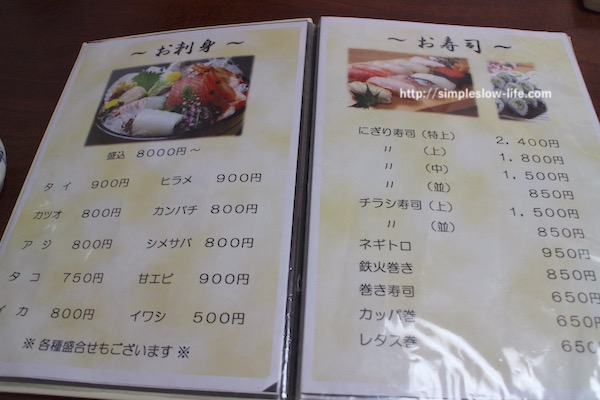 ～ お刺身 ～
盛込 8000円～
タイ 900円 ヒラメ 900円
カツオ 800円 カンパチ 800円
アジ 800円 シメサバ 800円
タコ 750円 甘エビ 900円
イカ 800円 イワシ 500円
※ 各種盛合せもございます ※
～ お寿司 ～
http://simpleslow-life.com
にぎり寿司（特上） 2,400円
〃 （上） 1,800円
〃 （中） 1,500円
〃 （並） 850円
チラシ寿司（上） 1,500円
〃 （並） 850円
ネギトロ 950円
鉄火巻き 850円
巻き寿司 650円
カッパ巻 650円
レタス巻 650円